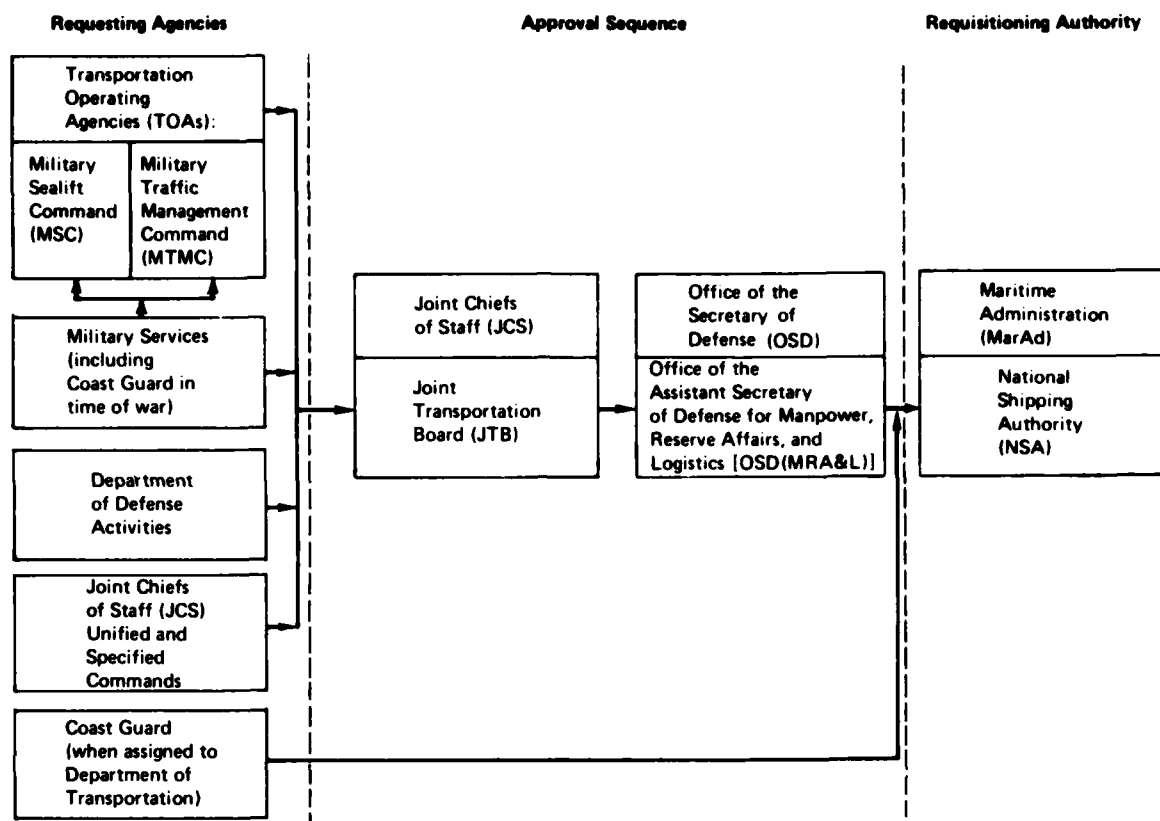 Requesting Agencies
Approval Sequence
Requisitioning Authority
Transportation
Operating
Agencies (TOAs):
Military
Sealift
Command
(MSC)
Military
Traffic
Management
Command
(MTMC)
Military Services
(including
Coast Guard in
time of war)
Department
of Defense
Activities
Joint Chiefs
of Staff (JCS)
Unified and
Specified
Commands
Coast Guard
(when assigned to
Department of
Transportation)
Joint Chiefs
of Staff (JCS)
Joint
Transportation
Board (JTB)
Office of the
Secretary of
Defense (OSD)
Office of the
Assistant Secretary
of Defense for Manpower,
Reserve Affairs, and
Logistics [OSD(MRA&L)]
Maritime
Administration
(MarAd)
National
Shipping
Authority
(NSA)